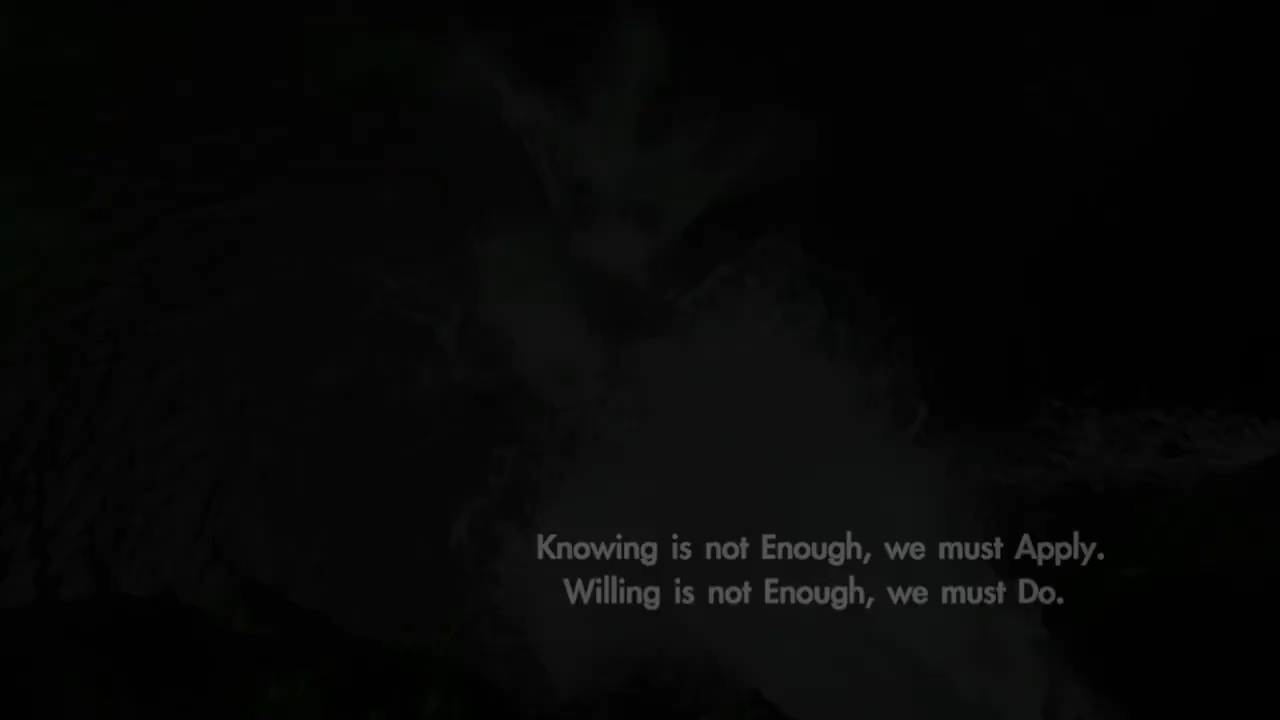 Knowing is not Enough, we must Apply.
Willing is not Enough, we must Do.